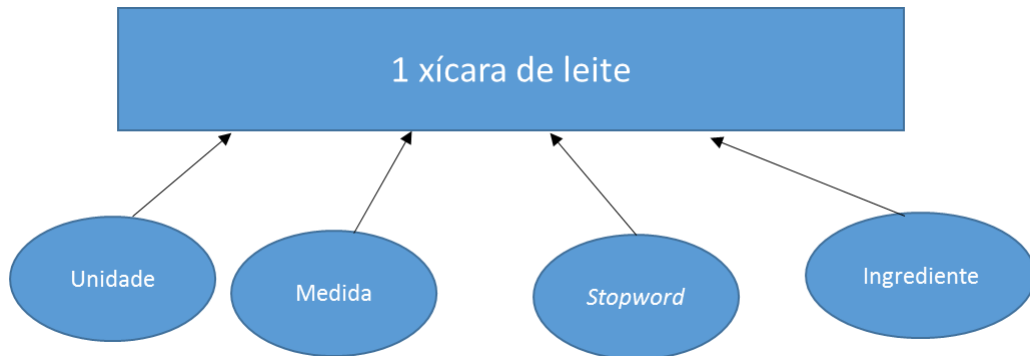 1 xícara de leite
Unidade
Medida
Stopword
Ingrediente